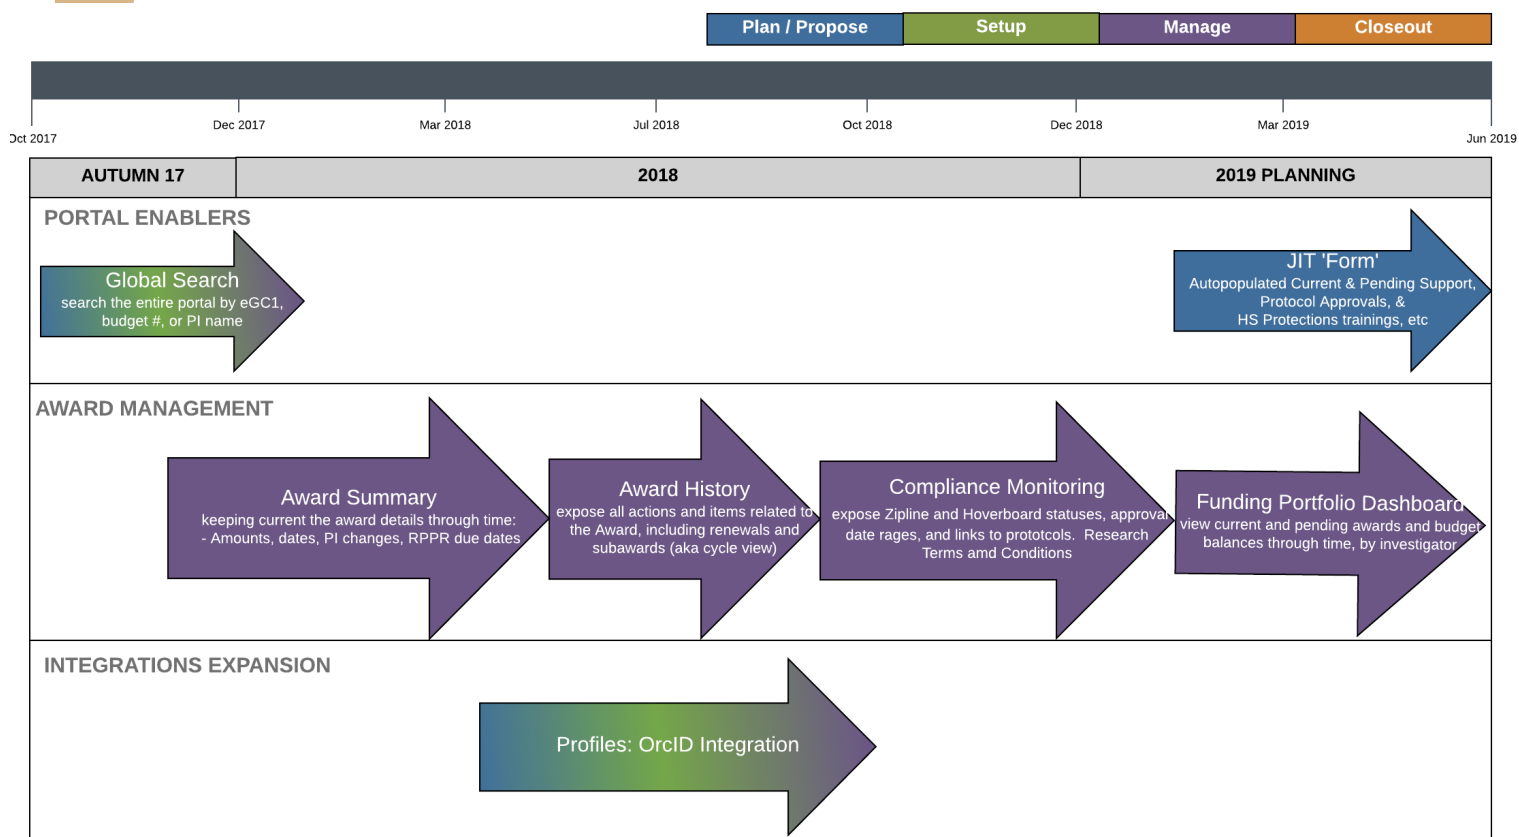 Plan / Propose
Setup
Manage
Closeout
Oct 2017
Dec 2017
Mar 2018
Jul 2018
Oct 2018
Dec 2018
Mar 2019
Jun 2019
AUTUMN 17
2018
2019 PLANNING
PORTAL ENABLERS
Global Search
search the entire portal by eGC1,
budget #, or PI name
JIT 'Form'
Autopopulated Current & Pending Support,
Protocol Approvals, &
HS Protections trainings, etc
AWARD MANAGEMENT
Award Summary
keeping current the award details through time:
- Amounts, dates, PI changes, RPPR due dates
Award History
expose all actions and items related to
the Award, including renewals and
subawards (aka cycle view)
Compliance Monitoring
expose Zipline and Hoverboard statuses, approval
date rages, and links to prototcols.  Research
Terms amd Conditions
Funding Portfolio Dashboard
view current and pending awards and budget
balances through time, by investigator
INTEGRATIONS EXPANSION
Profiles: OrcID Integration